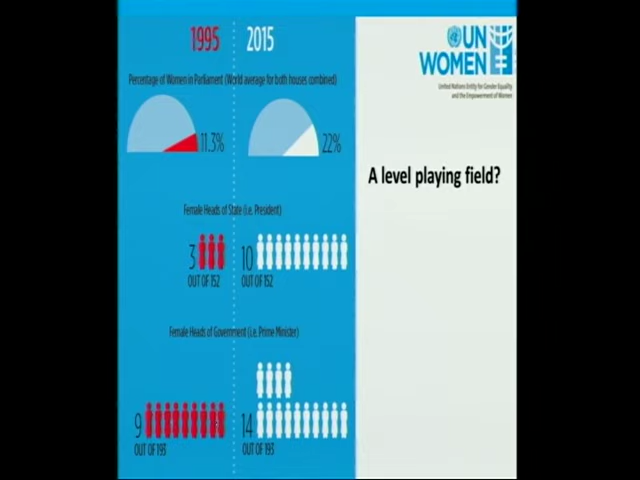 1995 2015
UN
WOMEN
United Nations Entity for Gender Equality
and the Empowerment of Women
Percentage of Women in Parliament (World average for both houses combined)
11.3% 22%
A level playing field?
Female Heads of State (i.e. President)
3 10
OUT OF 152 OUT OF 152
Female Heads of Government (i.e. Prime Minister)
9 14
OUT OF 193 OUT OF 193